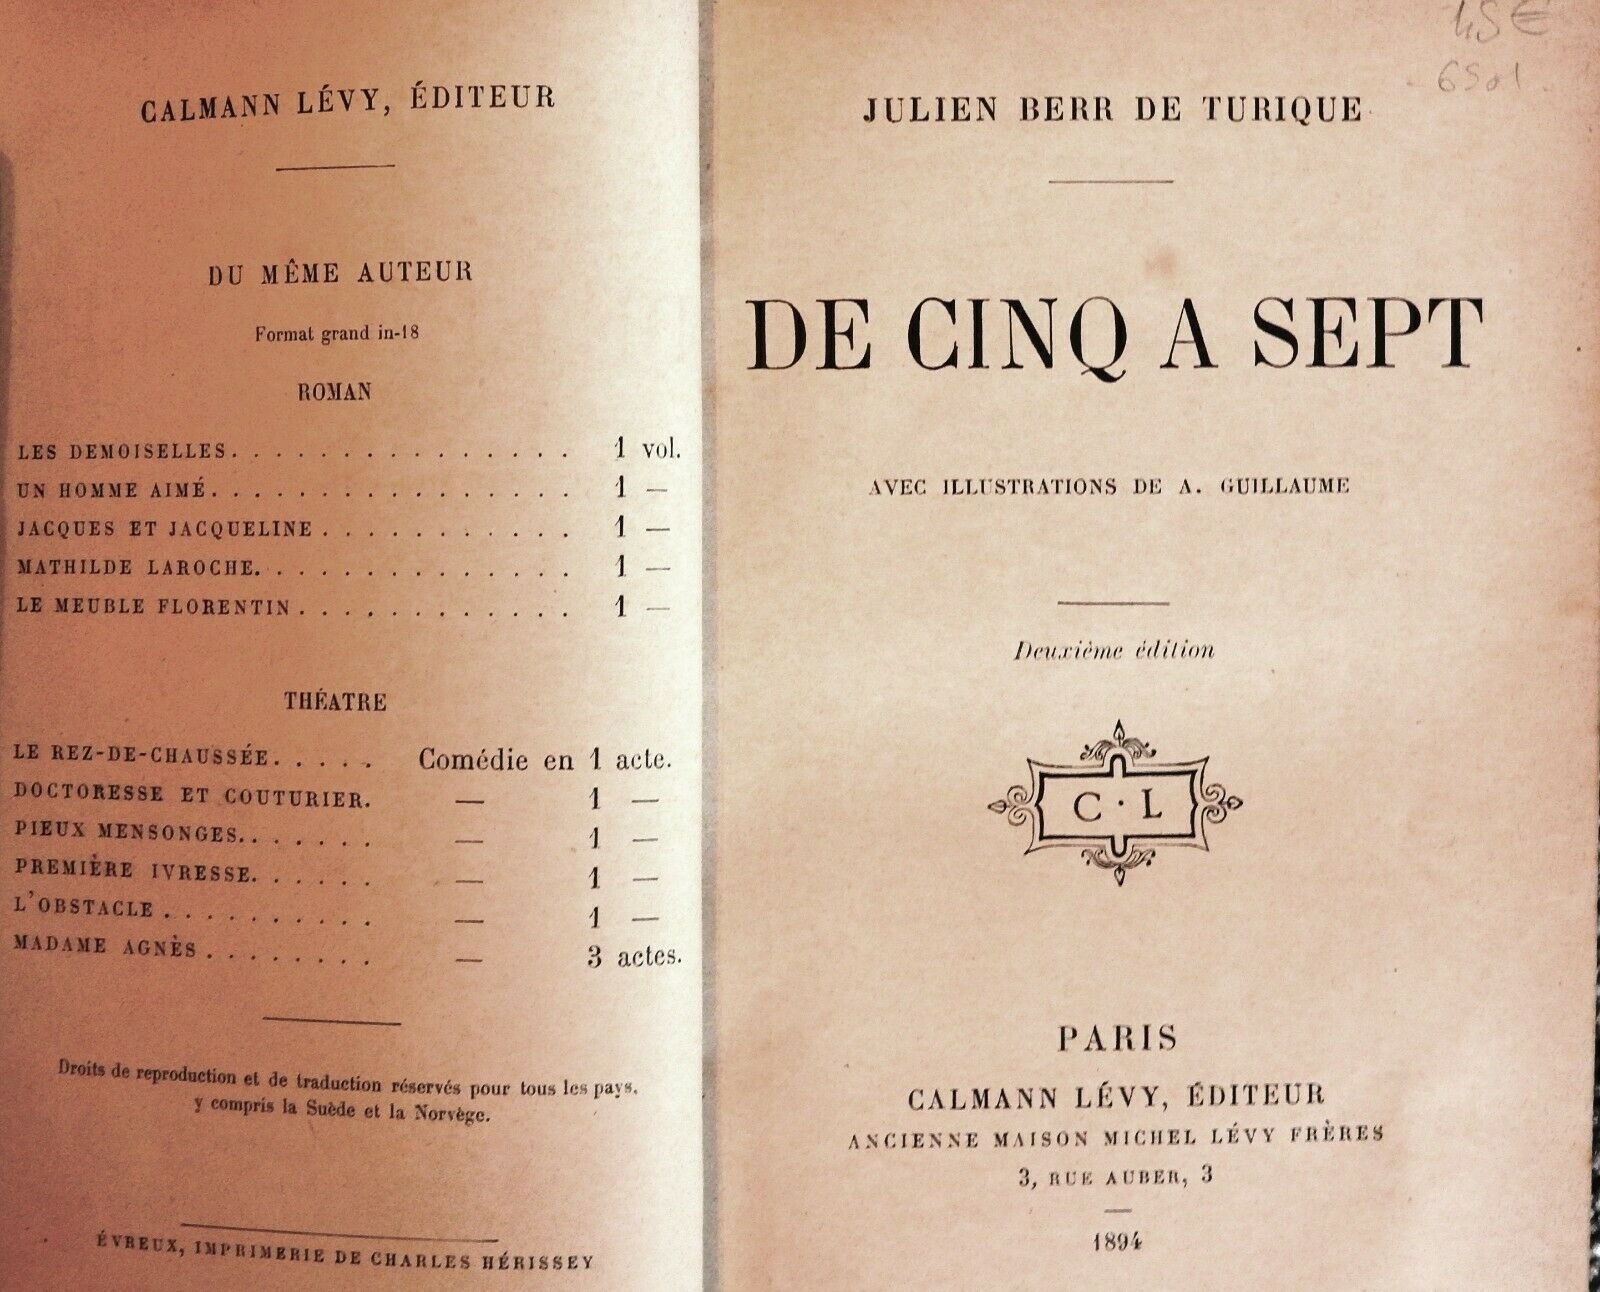 CALMANN LÉVY, ÉDITEUR
DU MÊME AUTEUR
Format grand in-18
ROMAN
LES DEMOISELLES. . . . . . . . . . . . . . . . 1 vol.
UN HOMME AIMÉ. . . . . . . . . . . . . . . . . 1 —
JACQUES ET JACQUELINE . . . . . . . . . . . 1 —
MATHILDE LAROCHE. . . . . . . . . . . . . . 1 —
LE MEUBLE FLORENTIN . . . . . . . . . . . . 1 —
THÉATRE
LE REZ-DE-CHAUSSÉE. . . . . Comédie en 1 acte.
DOCTORESSE ET COUTURIER. — 1 —
PIEUX MENSONGES. . . . . . . — 1 —
PREMIÈRE IVRESSE. . . . . . — 1 —
L'OBSTACLE . . . . . . . . . . — 1 —
MADAME AGNÈS . . . . . . . . — 3 actes.
Droits de reproduction et de traduction réservés pour tous les pays,
y compris la Suède et la Norvège.
ÉVREUX, IMPRIMERIE DE CHARLES HÉRISSEY
JULIEN BERR DE TURIQUE
DE CINQ A SEPT
AVEC ILLUSTRATIONS DE A. GUILLAUME
Deuxième édition
C · L
PARIS
CALMANN LÉVY, ÉDITEUR
ANCIENNE MAISON MICHEL LÉVY FRÈRES
3, RUE AUBER, 3
1894